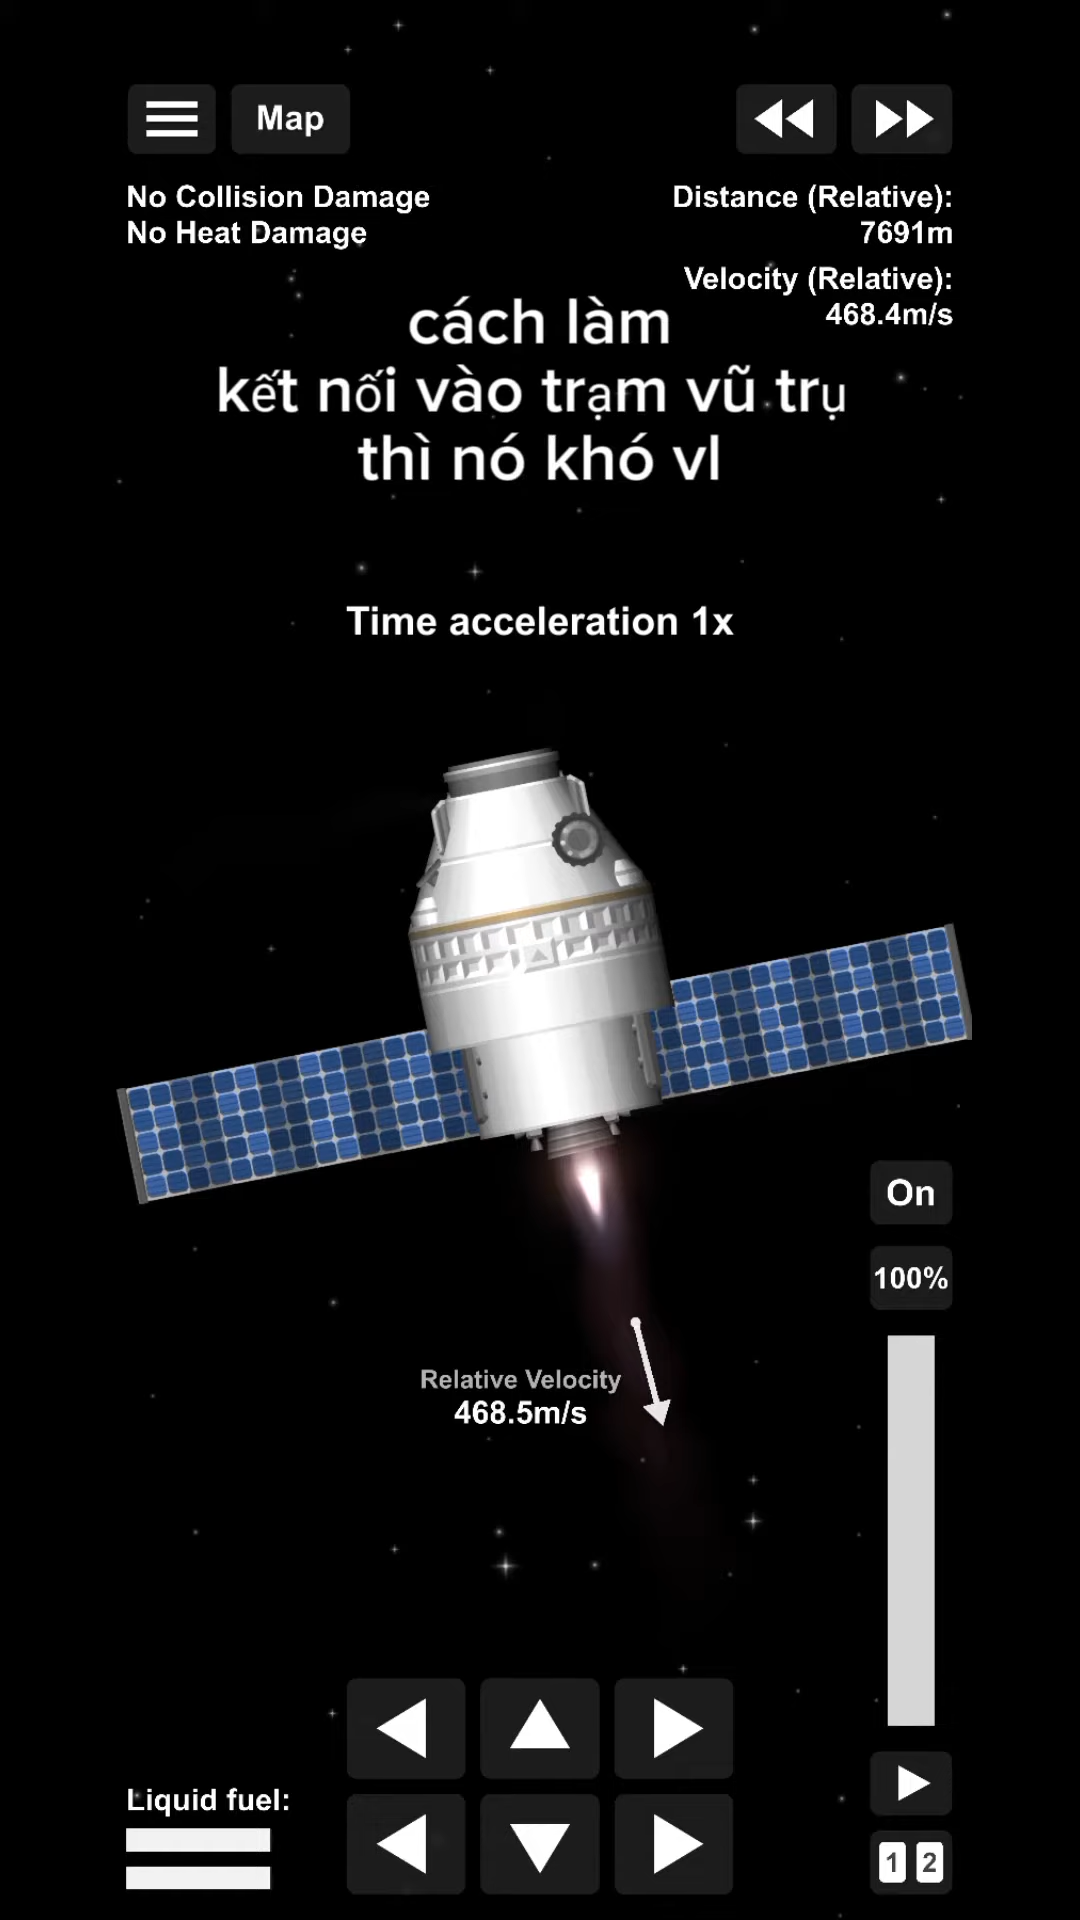 Map
No Collision Damage
No Heat Damage
Distance (Relative):
7691m
Velocity (Relative):
468.4m/s
cách làm
kết nối vào trạm vũ trụ
thì nó khó vl
Time acceleration 1x
On
100%
Relative Velocity
468.5m/s
Liquid fuel:
1 2